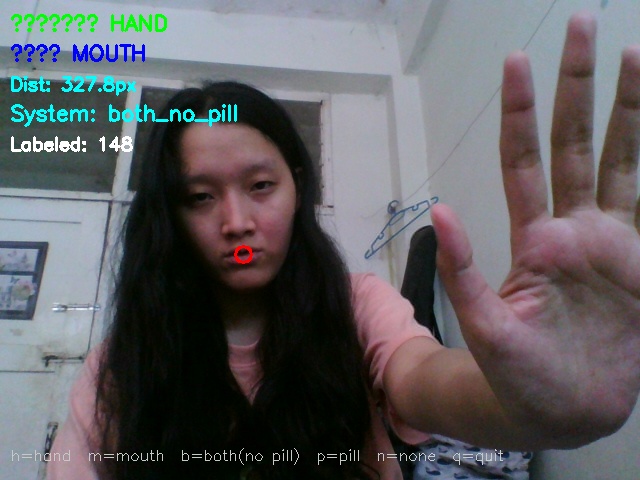 ??????? HAND
???? MOUTH
Dist: 327.8px
System: both_no_pill
Labeled: 148
h=hand m=mouth b=both(no pill) p=pill n=none q=quit